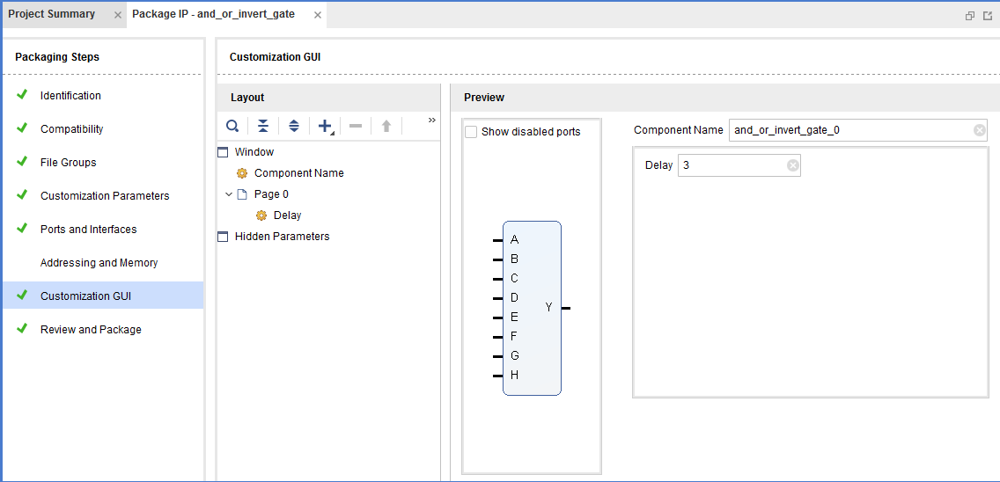 Project Summary
Package IP - and_or_invert_gate
Packaging Steps
Identification
Compatibility
File Groups
Customization Parameters
Ports and Interfaces
Addressing and Memory
Customization GUI
Review and Package
Customization GUI
Layout
Window
Component Name
Page 0
Delay
Hidden Parameters
Preview
Show disabled ports
A
B
C
D
E
F
G
H
Y
Component Name and_or_invert_gate_0
Delay 3